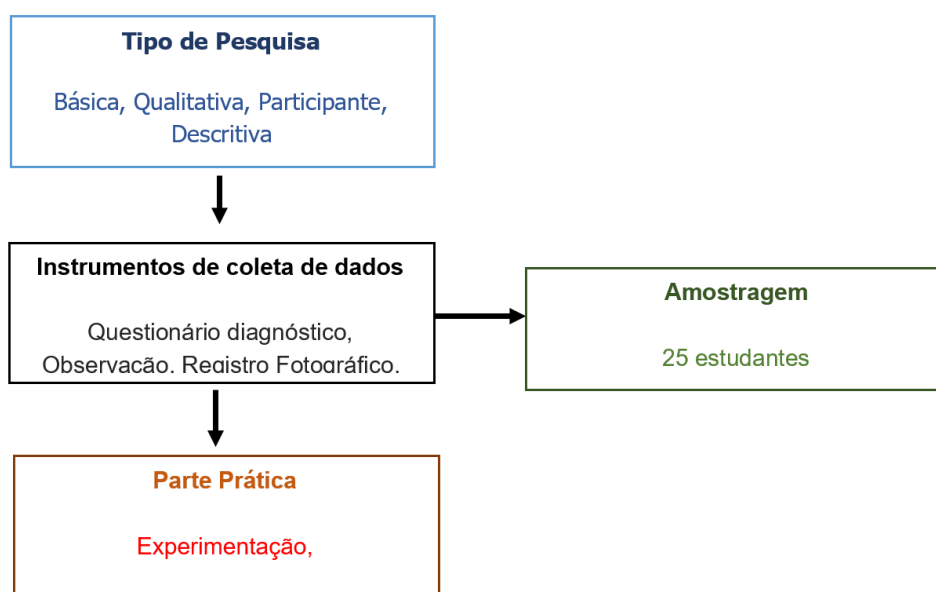 Tipo de Pesquisa
Básica, Qualitativa, Participante,
Descritiva
Instrumentos de coleta de dados
Questionário diagnóstico,
Observação. Registro Fotográfico.
Amostragem
25 estudantes
Parte Prática
Experimentação,